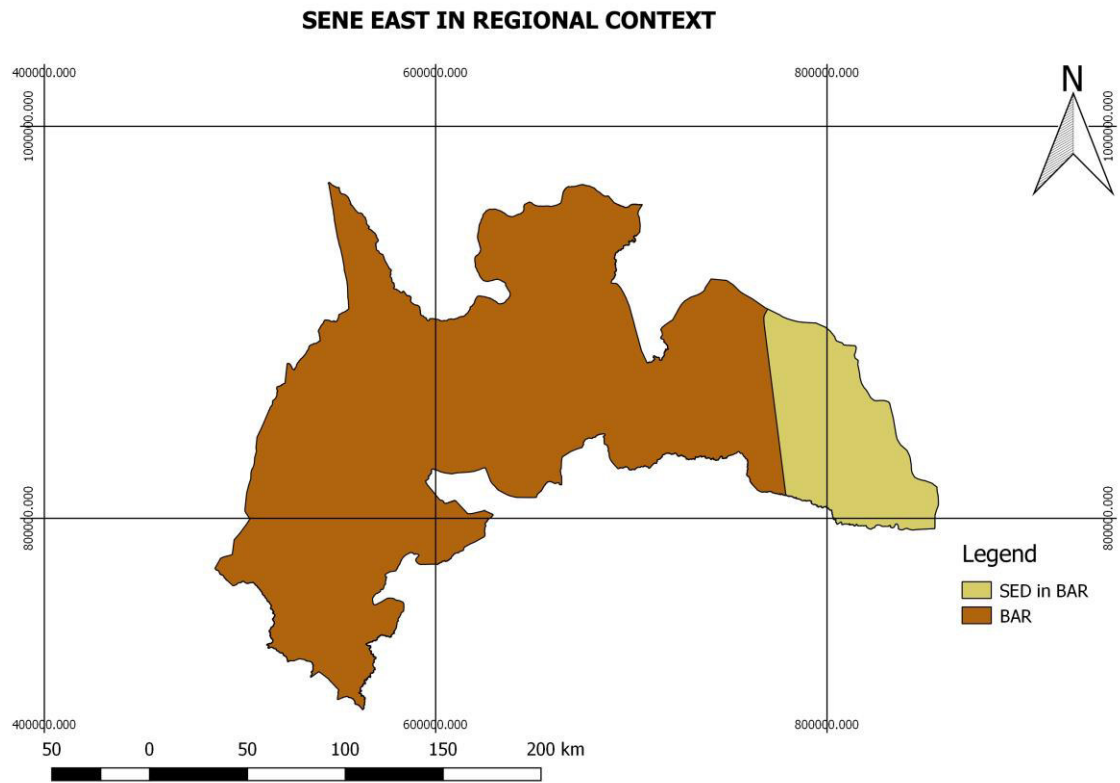 SENE EAST IN REGIONAL CONTEXT
400000.000 600000.000 800000.000
N
1000000.000 1000000.000
800000.000 800000.000
Legend
SED in BAR
BAR
400000.000 600000.000 800000.000
50 0 50 100 150 200 km